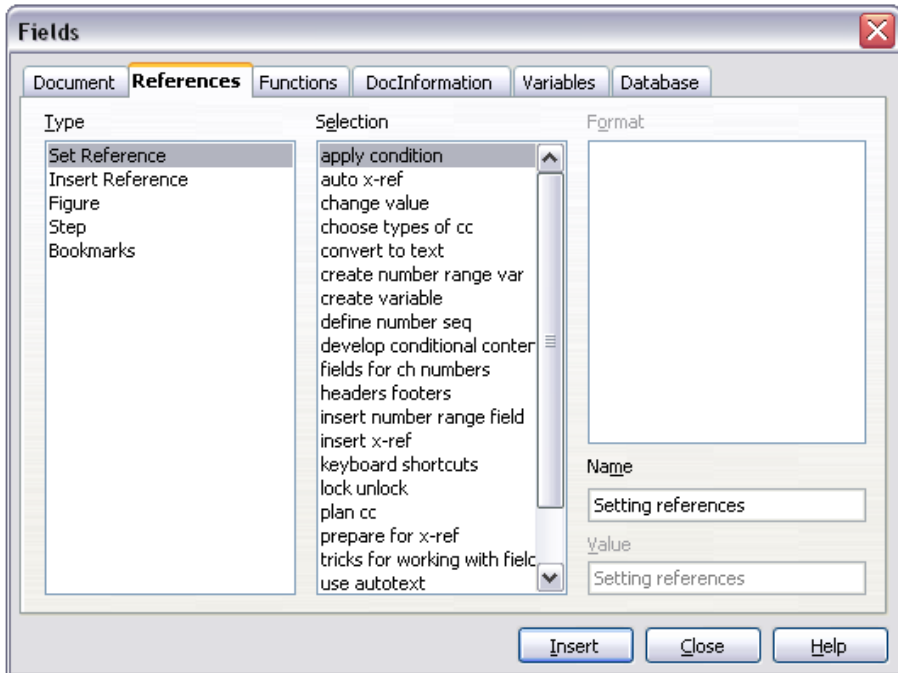 Fields
Document References Functions DocInformation Variables Database
Type
Set Reference
Insert Reference
Figure
Step
Bookmarks
Selection
apply condition
auto x-ref
change value
choose types of cc
convert to text
create number range var
create variable
define number seq
develop conditional conter
fields for ch numbers
headers footers
insert number range field
insert x-ref
keyboard shortcuts
lock unlock
plan cc
prepare for x-ref
tricks for working with fielc
use autotext
Format
Name
Setting references
Value
Setting references
Insert Close Help